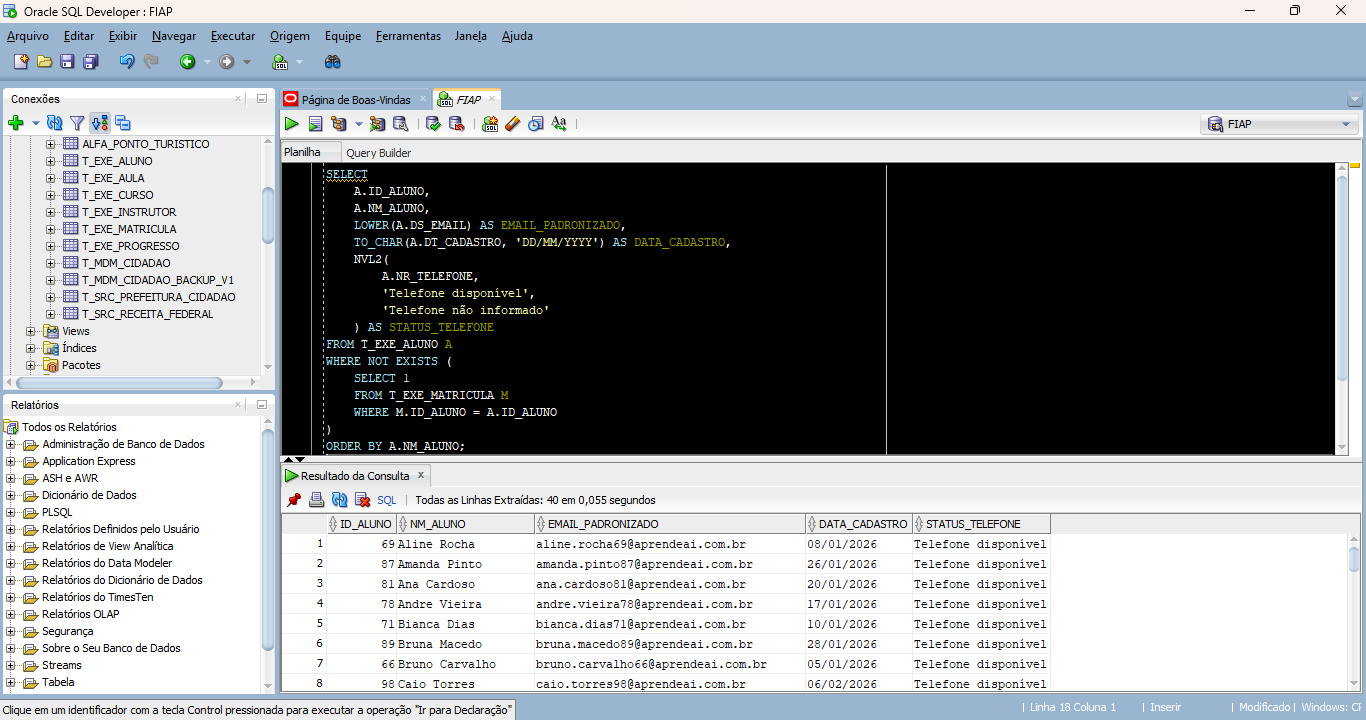 Oracle SQL Developer : FIAP
Arquivo Editar Exibir Navegar Executar Origem Equipe Ferramentas Janela Ajuda
Conexões
ALFA_PONTO_TURISTICO
T_EXE_ALUNO
T_EXE_AULA
T_EXE_CURSO
T_EXE_INSTRUTOR
T_EXE_MATRICULA
T_EXE_PROGRESSO
T_MDM_CIDADAO
T_MDM_CIDADAO_BACKUP_V1
T_SRC_PREFEITURA_CIDADAO
T_SRC_RECEITA_FEDERAL
Views
Índices
Pacotes
Relatórios
Todos os Relatórios
Administração de Banco de Dados
Application Express
ASH e AWR
Dicionário de Dados
PLSQL
Relatórios Definidos pelo Usuário
Relatórios de View Analítica
Relatórios do Data Modeler
Relatórios do Dicionário de Dados
Relatórios do TimesTen
Relatórios OLAP
Segurança
Sobre o Seu Banco de Dados
Streams
Tabela
Página de Boas-Vindas FIAP
FIAP
Planilha Query Builder
SELECT
A.ID_ALUNO,
A.NM_ALUNO,
LOWER(A.DS_EMAIL) AS EMAIL_PADRONIZADO,
TO_CHAR(A.DT_CADASTRO, 'DD/MM/YYYY') AS DATA_CADASTRO,
NVL2(
A.NR_TELEFONE,
'Telefone disponível',
'Telefone não informado'
) AS STATUS_TELEFONE
FROM T_EXE_ALUNO A
WHERE NOT EXISTS (
SELECT 1
FROM T_EXE_MATRICULA M
WHERE M.ID_ALUNO = A.ID_ALUNO
)
ORDER BY A.NM_ALUNO;
Resultado da Consulta
SQL Todas as Linhas Extraídas: 40 em 0,055 segundos
ID_ALUNO NM_ALUNO EMAIL_PADRONIZADO DATA_CADASTRO STATUS_TELEFONE
1 69 Aline Rocha aline.rocha69@aprendeai.com.br 08/01/2026 Telefone disponível
2 87 Amanda Pinto amanda.pinto87@aprendeai.com.br 26/01/2026 Telefone disponível
3 81 Ana Cardoso ana.cardoso81@aprendeai.com.br 20/01/2026 Telefone disponível
4 78 Andre Vieira andre.vieira78@aprendeai.com.br 17/01/2026 Telefone disponível
5 71 Bianca Dias bianca.dias71@aprendeai.com.br 10/01/2026 Telefone disponível
6 89 Bruna Macedo bruna.macedo89@aprendeai.com.br 28/01/2026 Telefone disponível
7 66 Bruno Carvalho bruno.carvalho66@aprendeai.com.br 05/01/2026 Telefone disponível
8 98 Caio Torres caio.torres98@aprendeai.com.br 06/02/2026 Telefone disponível
Clique em um identificador com a tecla Control pressionada para executar a operação "Ir para Declaração"
Linha 18 Coluna 1 Inserir Modificado Windows: